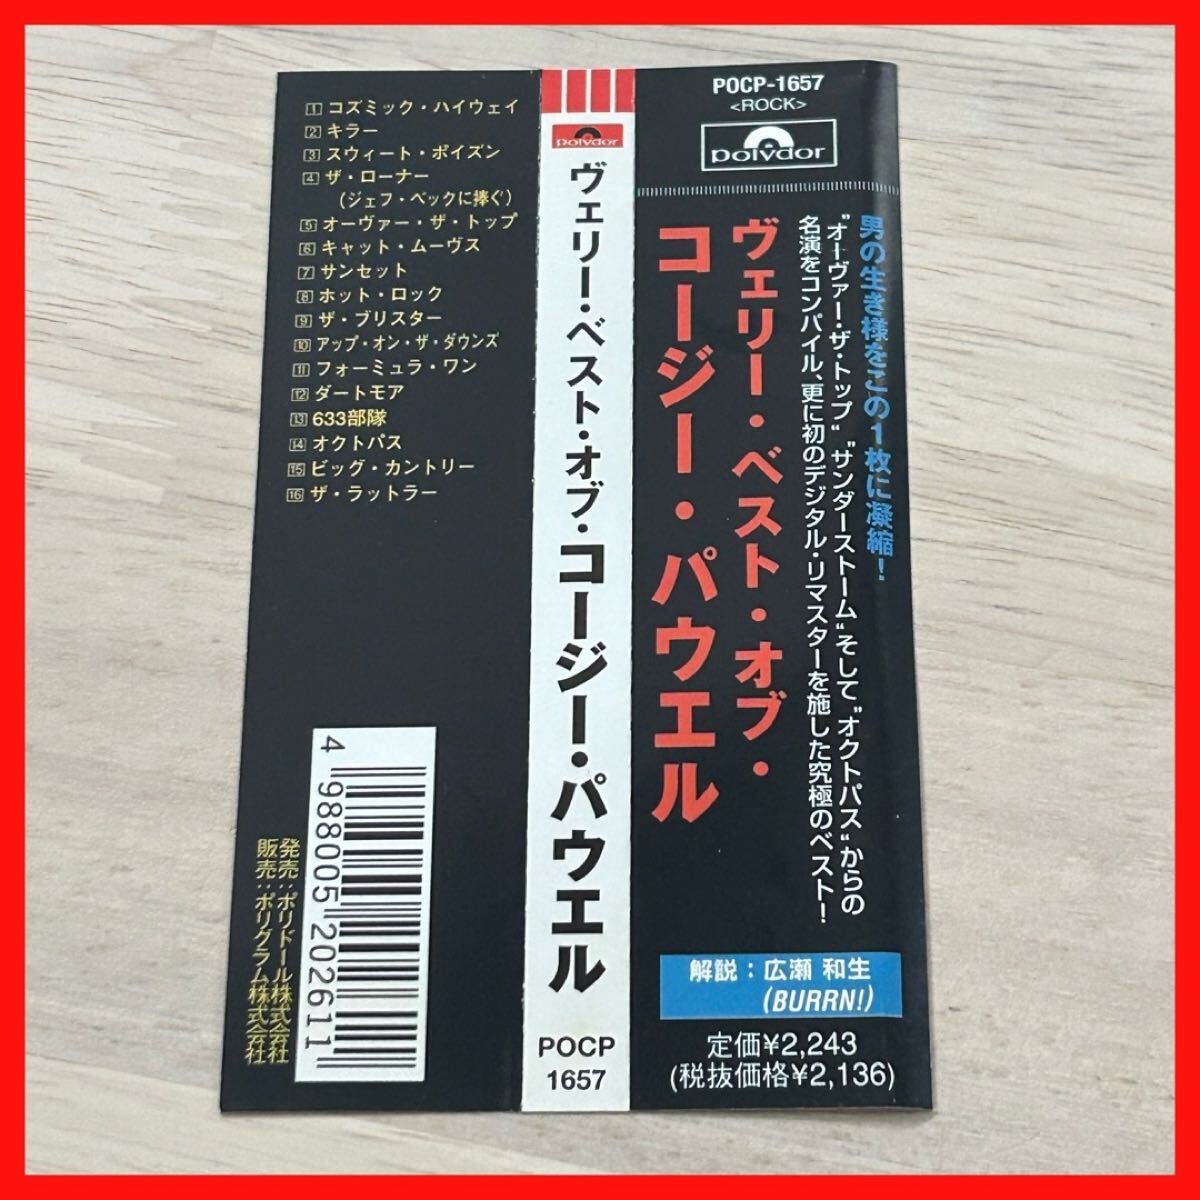 1 コズミック・ハイウェイ
2 キラー
3 スウィート・ポイズン
4 ザ・ローナー
(ジェフ・ベックに捧ぐ)
5 オーヴァー・ザ・トップ
6 キャット・ムーヴス
7 サンセット
8 ホット・ロック
9 ザ・ブリスター
10 アップ・オン・ザ・ダウンズ
11 フォーミュラ・ワン
12 ダートモア
13 633部隊
14 オクトパス
15 ビッグ・カントリー
16 ザ・ラットラー
4 988005 202611
発売:ポリドール株式会社
販売:ポリグラム株式会社
polydor
ヴェリー・ベスト・オブ・コージー・パウエル
POCP
1657
POCP-1657
<ROCK>
polydor
男の生き様をこの1枚に凝縮!
"オーヴァー・ザ・トップ" "サンダーストーム"そして"オクトパス"からの
名演をコンパイル、更に初のデジタル・リマスターを施した究極のベスト!
ヴェリー・ベスト・オブ・
コージー・パウエル
解説:広瀬 和生
(BURRN!)
定価¥2,243
(税抜価格¥2,136)